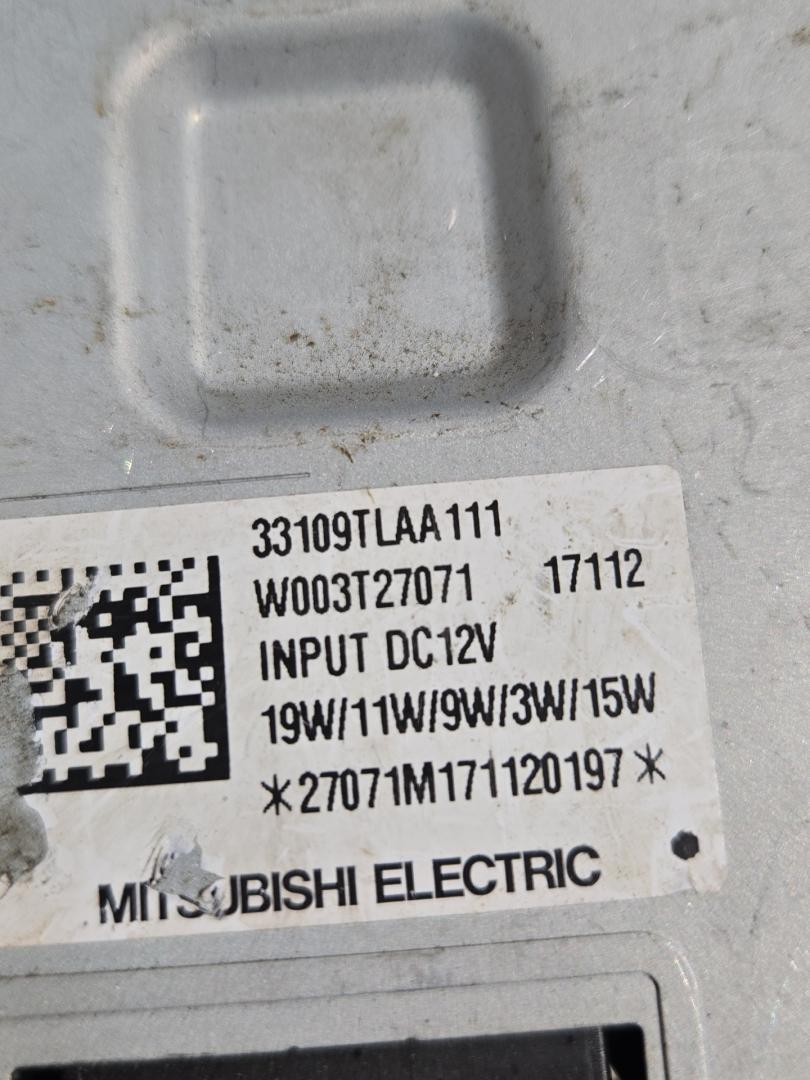 33109TLAA111
W003T27071 17112
INPUT DC12V
19W/11W/9W/3W/15W
*27071M171120197*
MITSUBISHI ELECTRIC